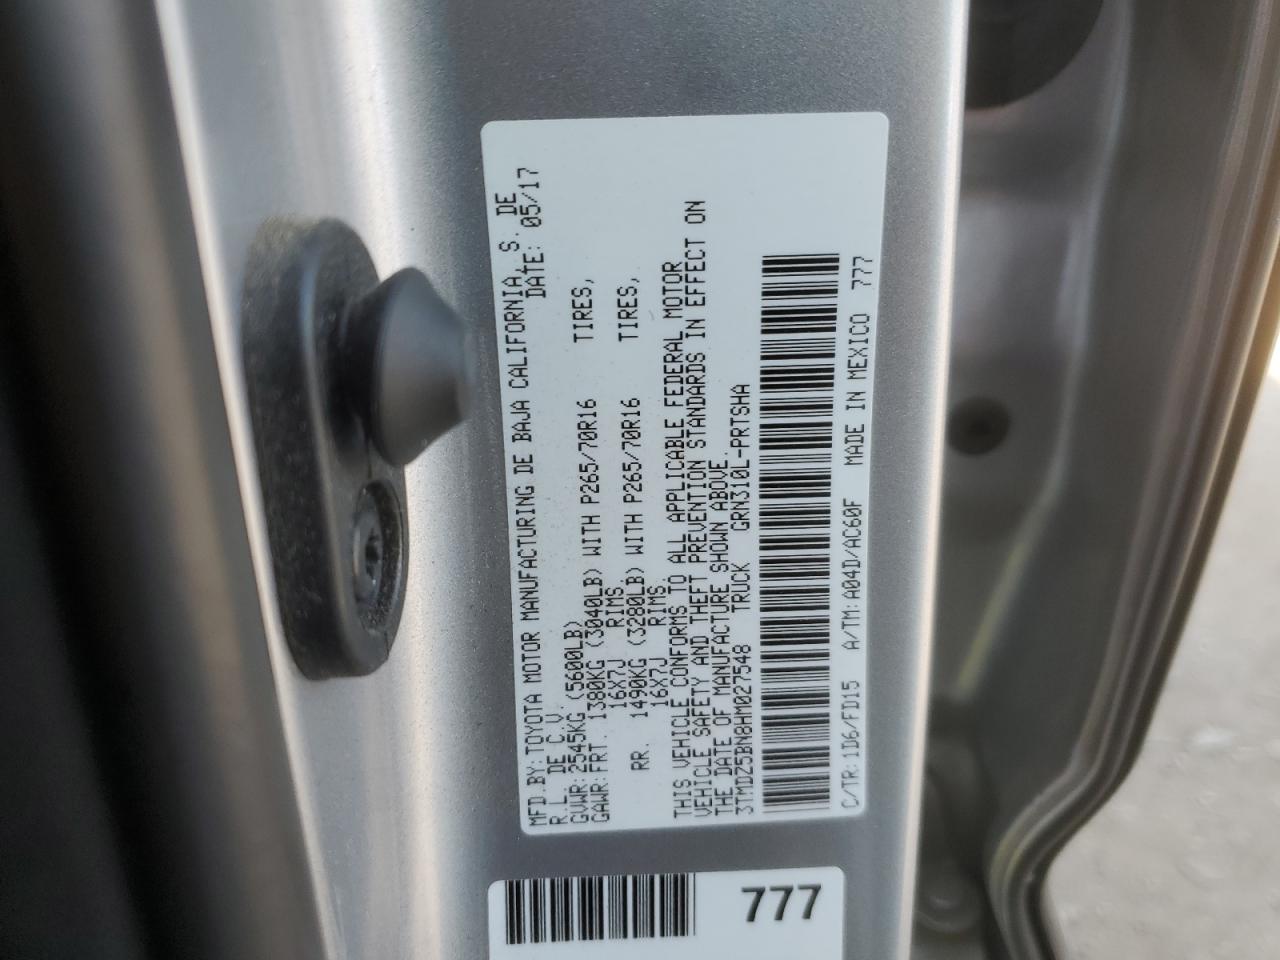 MFD.BY: TOYOTA MOTOR MANUFACTURING DE BAJA CALIFORNIA, S. DE
R.L. DE C.V. DATE: 05/17
GVWR: 2545KG (5600LB)
GAWR: FRT. 1380KG (3040LB) WITH P265/70R16 TIRES,
16X7J RIMS.
RR. 1490KG (3280LB) WITH P265/70R16 TIRES,
16X7J RIMS.
THIS VEHICLE CONFORMS TO ALL APPLICABLE FEDERAL MOTOR
VEHICLE SAFETY AND THEFT PREVENTION STANDARDS IN EFFECT ON
THE DATE OF MANUFACTURE SHOWN ABOVE.
3TMDZ5BN8HM027548 TRUCK GRN310L-PRTSHA
C/TR: 1D6/FD15 A/TM: A04D/AC60F MADE IN MEXICO 777
777